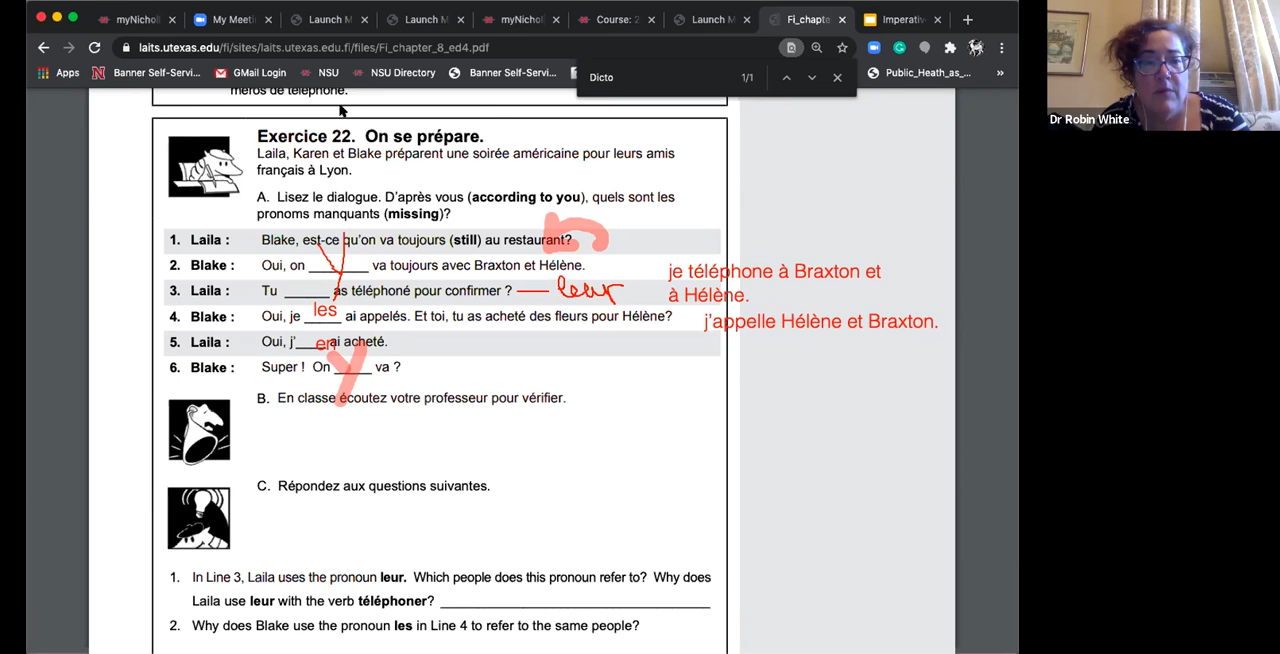 myNicholl
My Meeti
Launch M
Launch M
myNichol
Course: 2
Launch M
Fi_chapte
Imperativ
laits.utexas.edu/fi/sites/laits.utexas.edu.fi/files/Fi_chapter_8_ed4.pdf
Apps
Banner Self-Servi...
GMail Login
NSU
NSU Directory
Banner Self-Servi...
Dicto
1/1
Public_Heath_as_...
»
méros de téléphone.
Dr Robin White
Exercice 22. On se prépare.
Laila, Karen et Blake préparent une soirée américaine pour leurs amis
français à Lyon.
A. Lisez le dialogue. D'après vous (according to you), quels sont les
pronoms manquants (missing)?
1. Laila : Blake, est-ce qu'on va toujours (still) au restaurant?
2. Blake : Oui, on ________ va toujours avec Braxton et Hélène.
y
3. Laila : Tu ______ as téléphoné pour confirmer ? leur
je téléphone à Braxton et
à Hélène.
les
4. Blake : Oui, je _____ ai appelés. Et toi, tu as acheté des fleurs pour Hélène?
j'appelle Hélène et Braxton.
5. Laila : Oui, j'___ en ai acheté.
6. Blake : Super ! On _____ va ?
y
B. En classe écoutez votre professeur pour vérifier.
C. Répondez aux questions suivantes.
1. In Line 3, Laila uses the pronoun leur. Which people does this pronoun refer to? Why does
Laila use leur with the verb téléphoner? ___________________________________
2. Why does Blake use the pronoun les in Line 4 to refer to the same people?